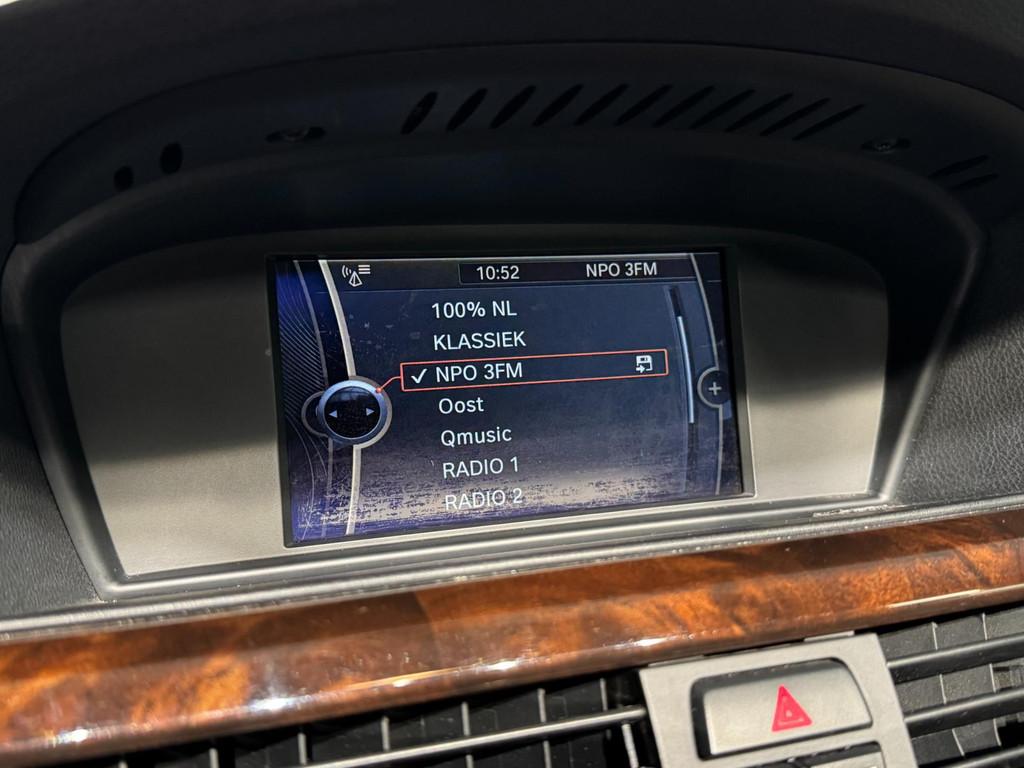 10:52 NPO 3FM
100% NL
KLASSIEK
NPO 3FM
Oost
Qmusic
RADIO 1
RADIO 2